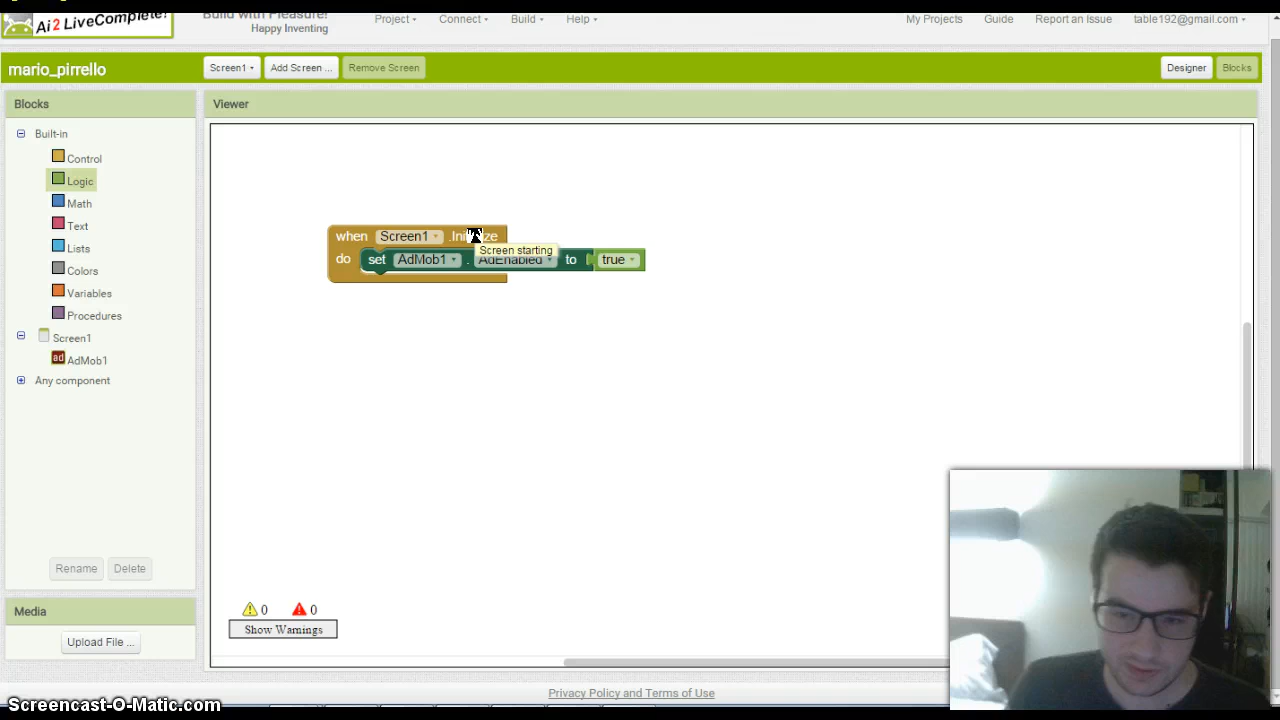 Ai2 LiveComplete!
Build With Pleasure!
Happy Inventing
Project Connect Build Help
My Projects Guide Report an Issue table192@gmail.com
mario_pirrello Screen1 Add Screen ... Remove Screen Designer Blocks
Blocks
Viewer
Built-in
Control
Logic
Math
Text
Lists
Colors
Variables
Procedures
Screen1
ad AdMob1
Any component
when Screen1 .Initialize
Screen starting
do set AdMob1 . AdEnabled to true
Rename Delete
Media
Upload File ...
0 0
Show Warnings
Privacy Policy and Terms of Use
Screencast-O-Matic.com